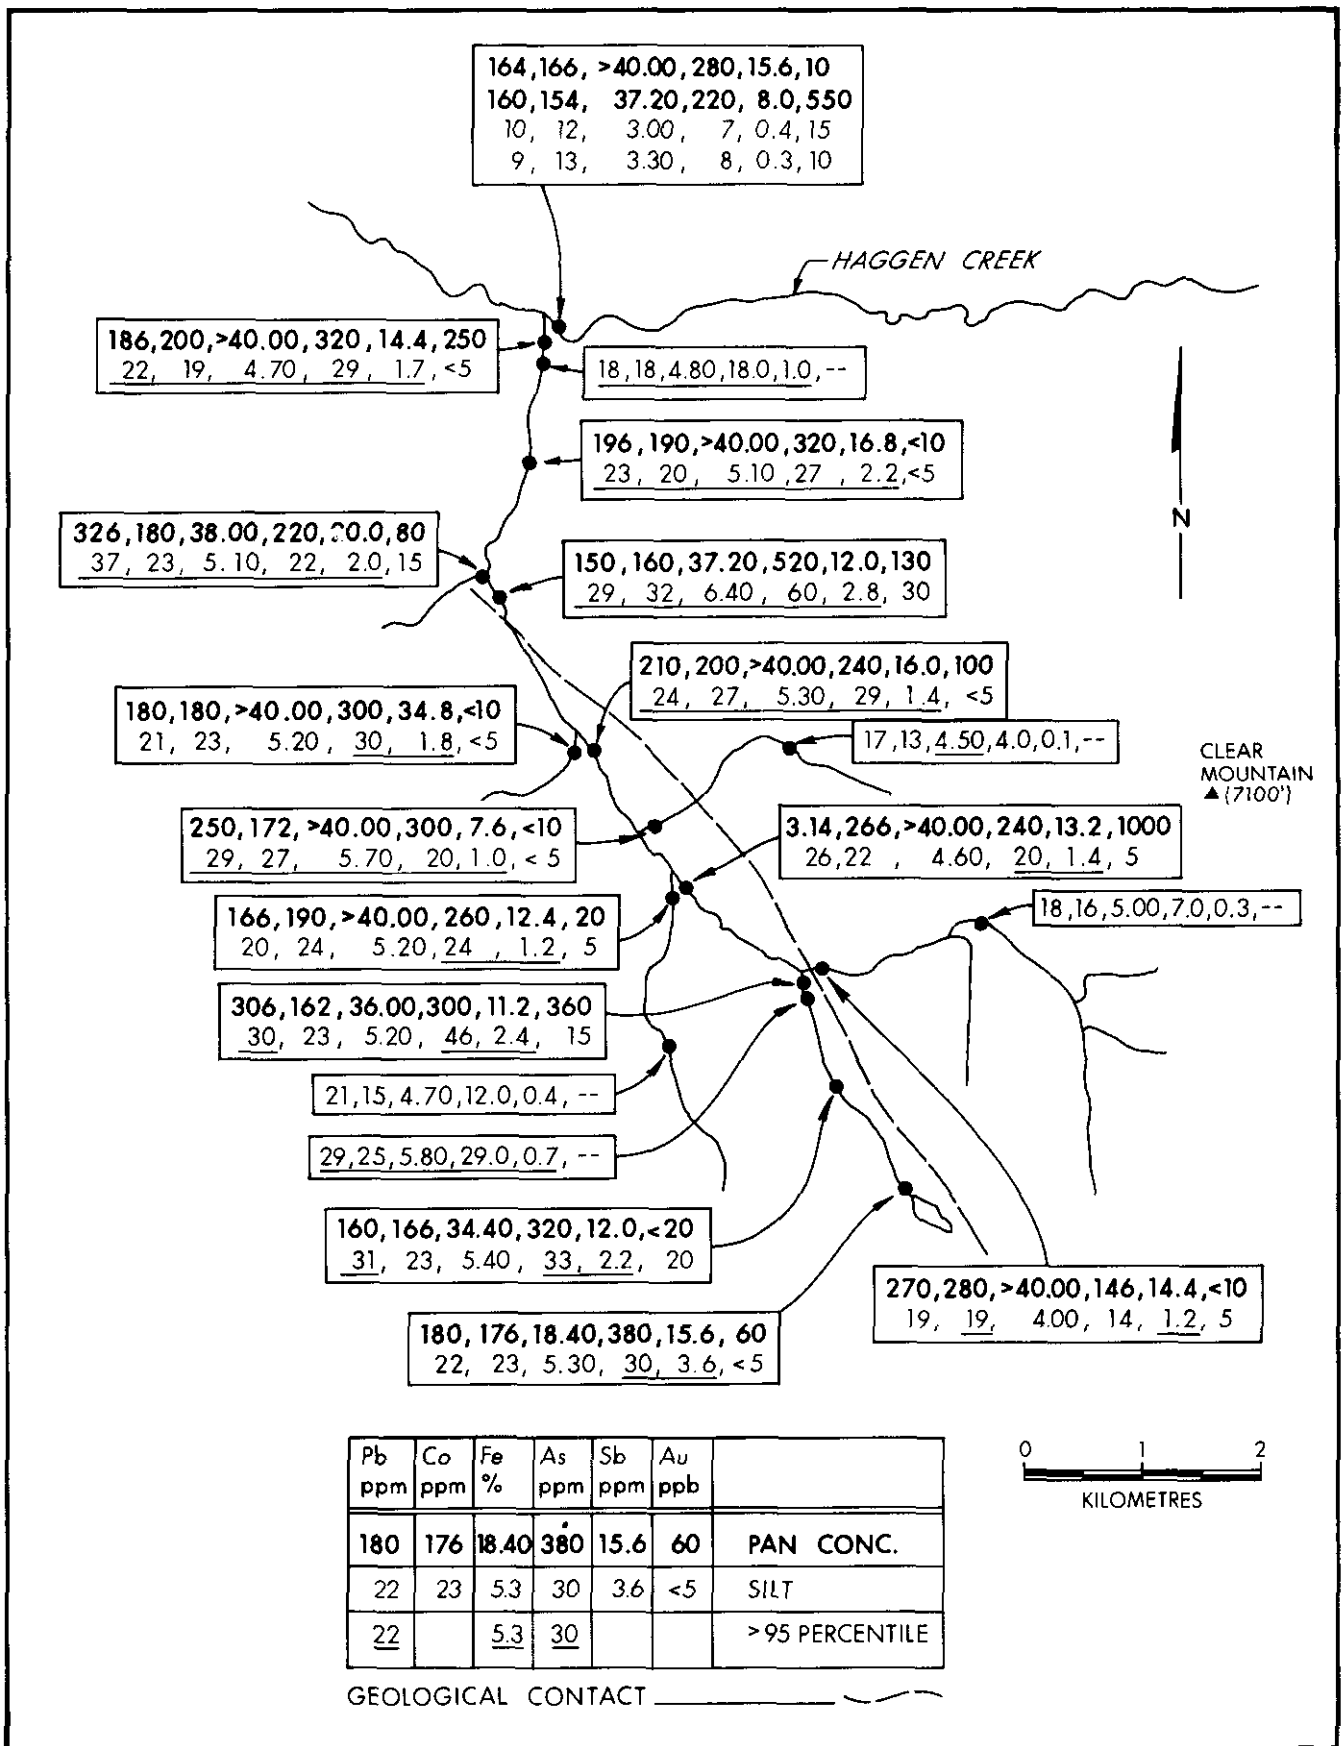 164,166, >40.00, 280, 15.6, 10
160,154, 37.20, 220, 8.0, 550
10, 12, 3.00, 7, 0.4, 15
9, 13, 3.30, 8, 0.3, 10
HAGGEN CREEK
186,200,>40.00, 320, 14.4, 250
22, 19, 4.70, 29, 1.7, <5
18,18,4.80,18.0,1.0,--
196, 190,>40.00, 320, 16.8,<10
23, 20, 5.10, 27, 2.2,<5
N
326,180,38.00,220, 0.0, 80
37, 23, 5.10, 22, 2.0, 15
150, 160, 37.20, 520, 12.0, 130
29, 32, 6.40, 60, 2.8, 30
210, 200,>40.00, 240, 16.0, 100
24, 27, 5.30, 29, 1.4, <5
180, 180, >40.00, 300, 34.8,<10
21, 23, 5.20, 30, 1.8, <5
17,13,4.50,4.0,0.1,--
CLEAR
MOUNTAIN
▲ (7100')
250, 172, >40.00, 300, 7.6, <10
29, 27, 5.70, 20, 1.0, < 5
3.14, 266, >40.00, 240, 13.2, 1000
26,22 , 4.60, 20, 1.4, 5
18,16,5.00,7.0,0.3,--
166, 190, >40.00, 260, 12.4, 20
20, 24, 5.20, 24 , 1.2, 5
306, 162, 36.00, 300, 11.2, 360
30, 23, 5.20, 46, 2.4, 15
21,15,4.70,12.0,0.4, --
29,25,5.80,29.0,0.7, --
160, 166, 34.40, 320, 12.0, <20
31, 23, 5.40, 33, 2.2, 20
270, 280, >40.00, 146, 14.4, <10
19, 19, 4.00, 14, 1.2, 5
180, 176, 18.40, 380, 15.6, 60
22, 23, 5.30, 30, 3.6, <5
Pb Co Fe As Sb Au
ppm ppm % ppm ppm ppb
180 176 18.40 380 15.6 60 PAN CONC.
22 23 5.3 30 3.6 <5 SILT
22 5.3 30 >95 PERCENTILE
0 1 2
KILOMETRES
GEOLOGICAL CONTACT